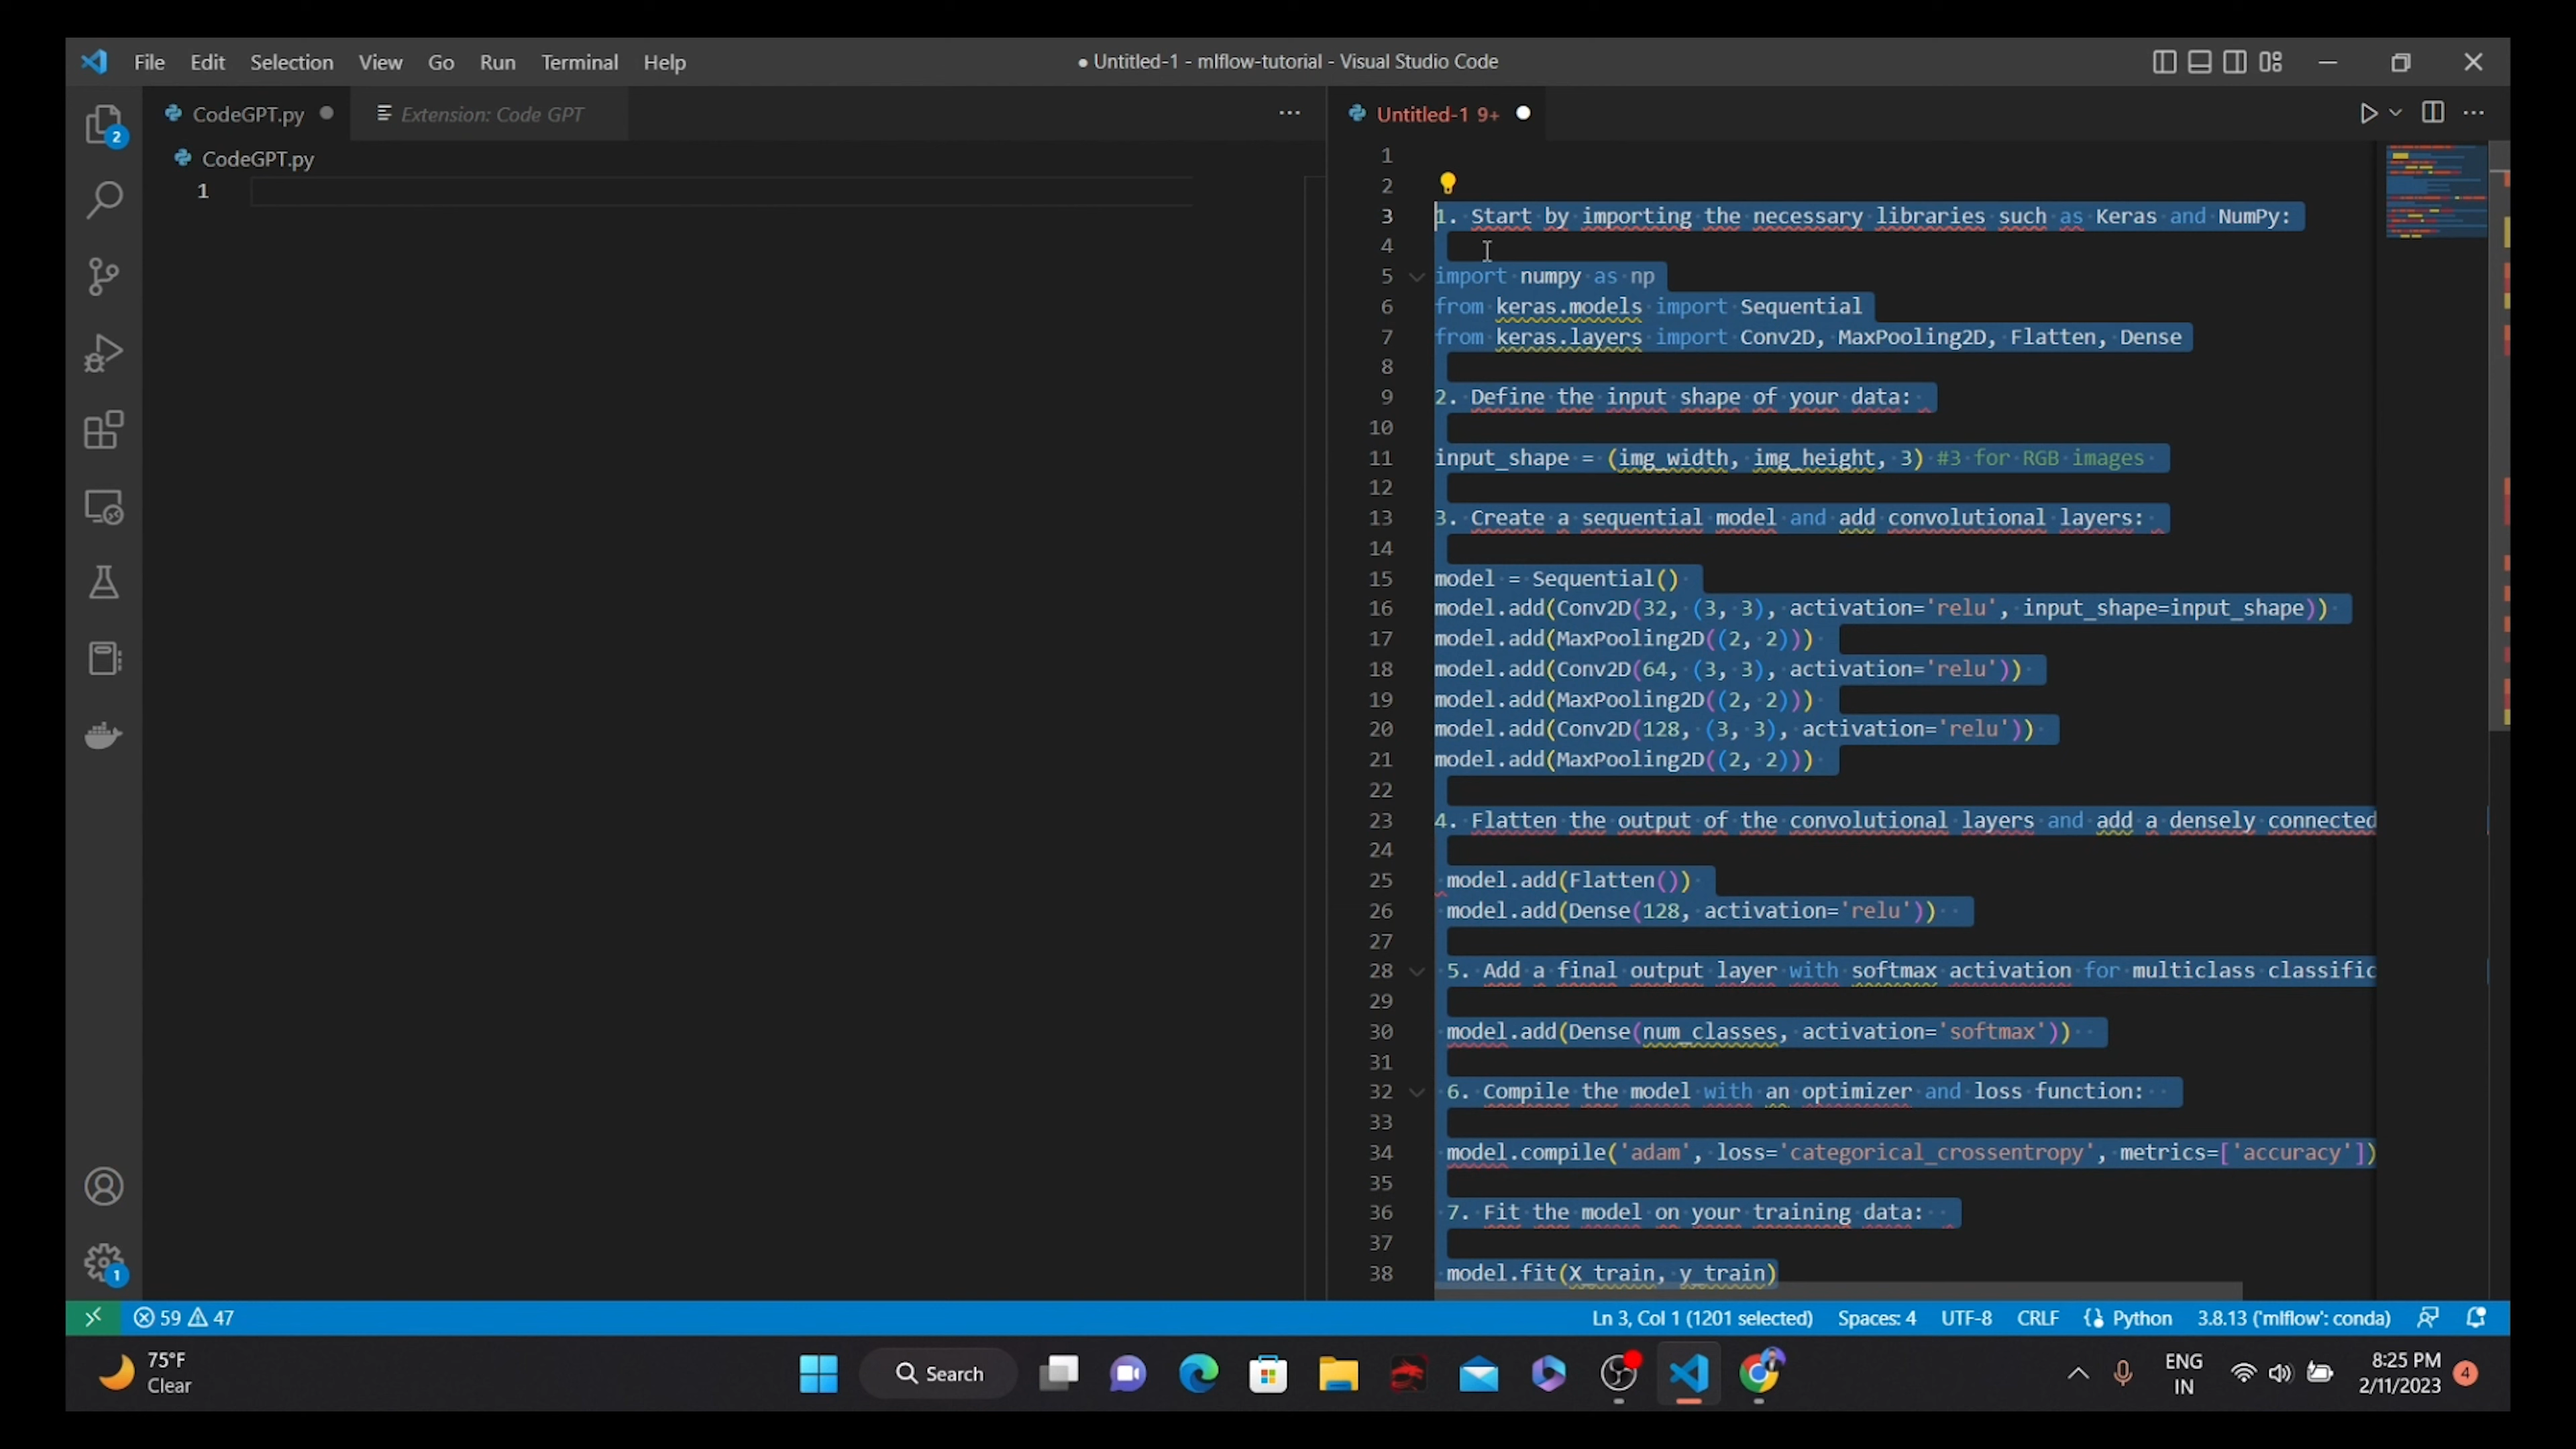 File Edit Selection View Go Run Terminal Help
● Untitled-1 - mlflow-tutorial - Visual Studio Code
CodeGPT.py
Extension: Code GPT
Untitled-1 9+
CodeGPT.py
1
2
1
2
3 1. Start by importing the necessary libraries such as Keras and NumPy:
4
5 import numpy as np
6 from keras.models import Sequential
7 from keras.layers import Conv2D, MaxPooling2D, Flatten, Dense
8
9 2. Define the input shape of your data:
10
11 input_shape = (img_width, img_height, 3) #3 for RGB images
12
13 3. Create a sequential model and add convolutional layers:
14
15 model = Sequential()
16 model.add(Conv2D(32, (3, 3), activation='relu', input_shape=input_shape))
17 model.add(MaxPooling2D((2, 2)))
18 model.add(Conv2D(64, (3, 3), activation='relu'))
19 model.add(MaxPooling2D((2, 2)))
20 model.add(Conv2D(128, (3, 3), activation='relu'))
21 model.add(MaxPooling2D((2, 2)))
22
23 4. Flatten the output of the convolutional layers and add a densely connected
24
25 model.add(Flatten())
26 model.add(Dense(128, activation='relu'))
27
28 5. Add a final output layer with softmax activation for multiclass classific
29
30 model.add(Dense(num_classes, activation='softmax'))
31
32 6. Compile the model with an optimizer and loss function:
33
34 model.compile('adam', loss='categorical_crossentropy', metrics=['accuracy'])
35
36 7. Fit the model on your training data:
37
38 model.fit(X_train, y_train)
1
59 47
Ln 3, Col 1 (1201 selected) Spaces: 4 UTF-8 CRLF Python 3.8.13 ('mlflow': conda)
75°F
Clear
Search
ENG
IN
8:25 PM
2/11/2023
4